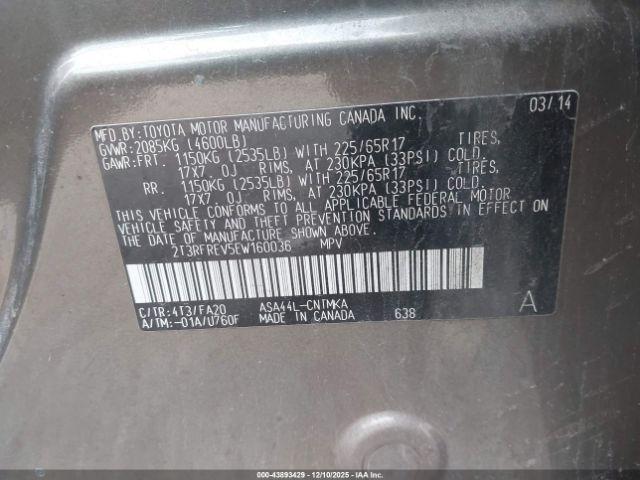 MFD. BY: TOYOTA MOTOR MANUFACTURING CANADA INC. 03/14
GVWR: 2085KG (4600LB)
GAWR: FRT. 1150KG (2535LB) WITH 225/65R17 TIRES,
17X7. 0J RIMS, AT 230KPA (33PSI) COLD.
RR. 1150KG (2535LB) WITH 225/65R17 TIRES,
17X7. 0J RIMS, AT 230KPA (33PSI) COLD.
THIS VEHICLE CONFORMS TO ALL APPLICABLE FEDERAL MOTOR
VEHICLE SAFETY AND THEFT PREVENTION STANDARDS IN EFFECT ON
THE DATE OF MANUFACTURE SHOWN ABOVE.
2T3RFREV5EW160036 MPV
C/TR: 4T3/FA20 ASA44L-CNTMKA A
A/TM: -01A/U760F MADE IN CANADA 638
000-43893429 - 12/10/2025 - IAAI.COM